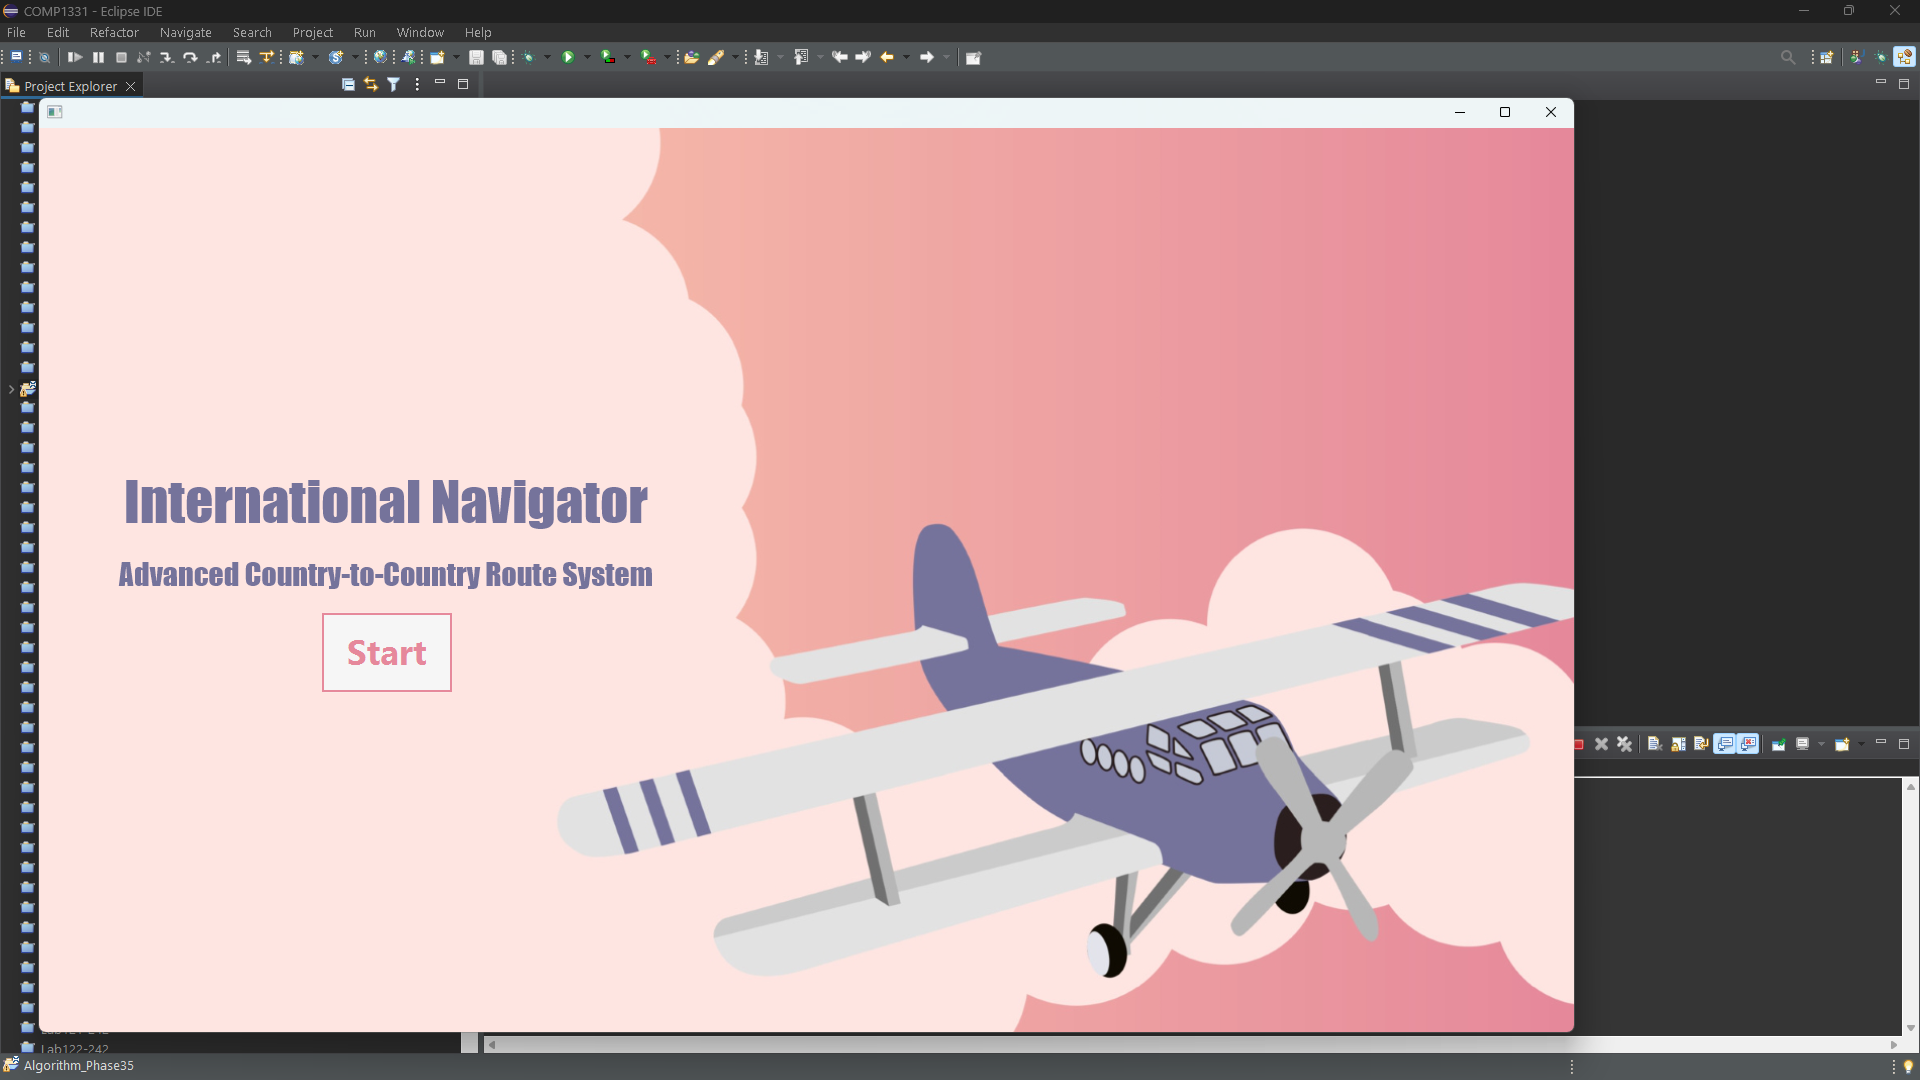 COMP1331 - Eclipse IDE
File Edit Refactor Navigate Search Project Run Window Help
Project Explorer
International Navigator
Advanced Country-to-Country Route System
Start
Lab122-242
Algorithm_Phase35